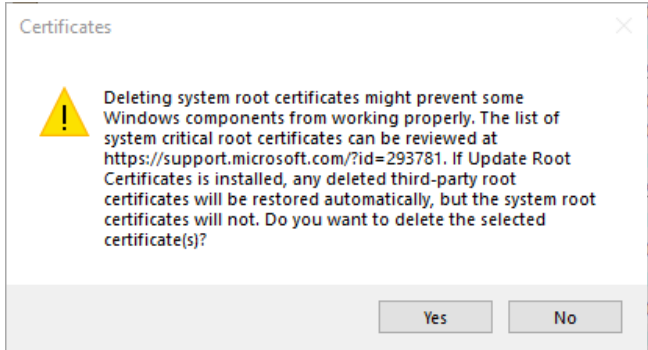 Certificates
Deleting system root certificates might prevent some
Windows components from working properly. The list of
system critical root certificates can be reviewed at
https://support.microsoft.com/?id=293781. If Update Root
Certificates is installed, any deleted third-party root
certificates will be restored automatically, but the system root
certificates will not. Do you want to delete the selected
certificate(s)?
Yes
No